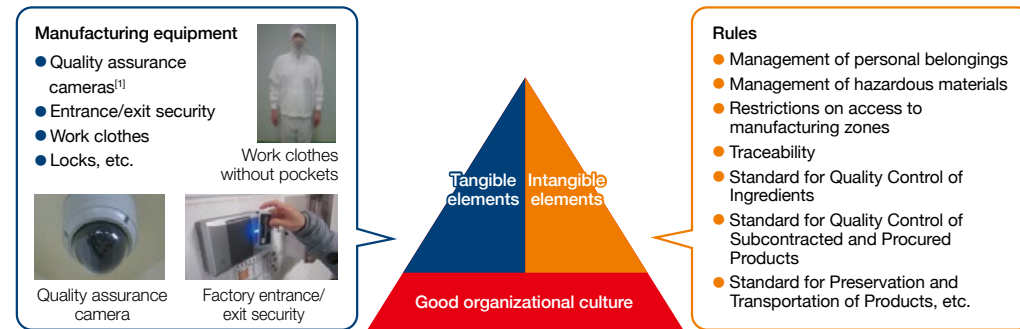 Manufacturing equipment
● Quality assurance
cameras[1]
● Entrance/exit security
● Work clothes
● Locks, etc.
Work clothes
without pockets
Quality assurance
camera
Factory entrance/
exit security
Tangible
elements
Intangible
elements
Good organizational culture
Rules
● Management of personal belongings
● Management of hazardous materials
● Restrictions on access to
manufacturing zones
● Traceability
● Standard for Quality Control of
Ingredients
● Standard for Quality Control of
Subcontracted and Procured
Products
● Standard for Preservation and
Transportation of Products, etc.